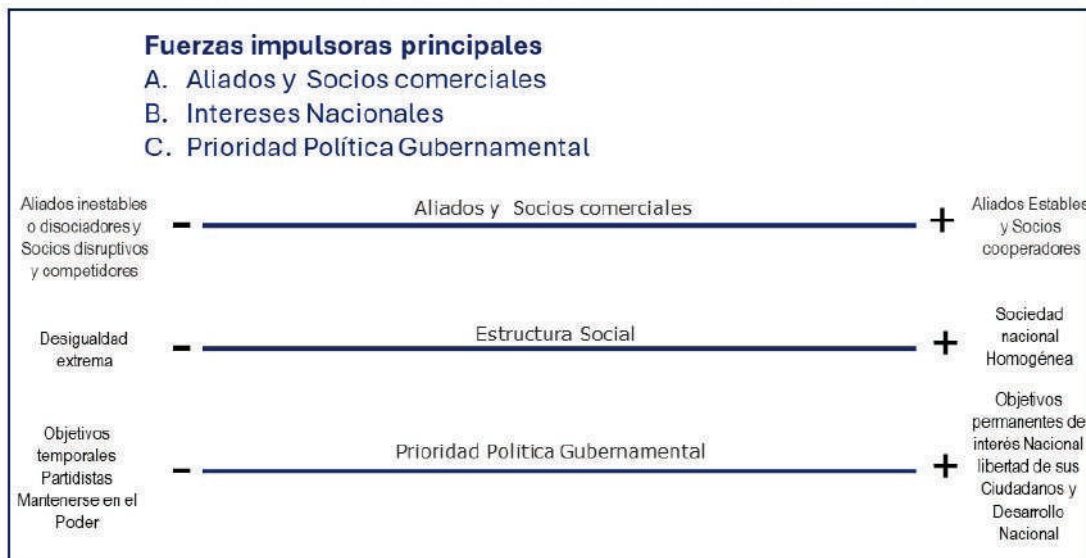 Fuerzas impulsoras principales
A. Aliados y Socios comerciales
B. Intereses Nacionales
C. Prioridad Política Gubernamental
Aliados inestables
o disociadores y
Socios disruptivos
y competidores
-
Aliados y Socios comerciales
+
Aliados Estables
y Socios
cooperadores
Desigualdad
extrema
-
Estructura Social
+
Sociedad
nacional
Homogénea
Objetivos
temporales
Partidistas
Mantenerse en el
Poder
-
Prioridad Política Gubernamental
+
Objetivos
permanentes de
interés Nacional
libertad de sus
Ciudadanos y
Desarrollo
Nacional